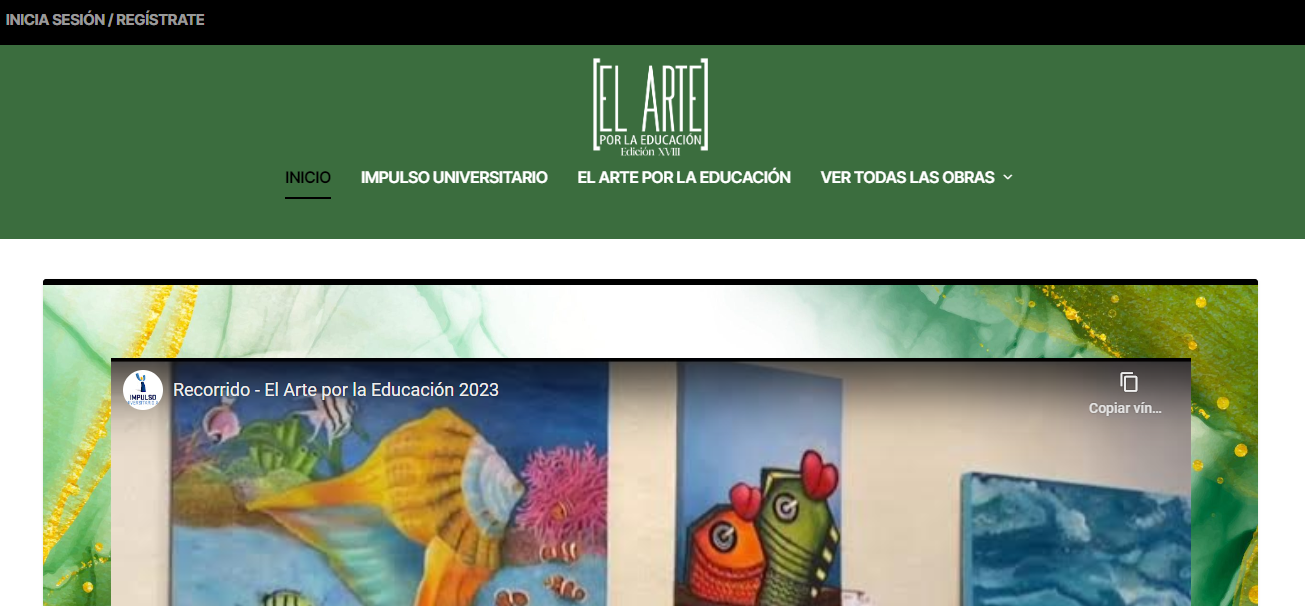 INICIA SESIÓN / REGÍSTRATE
EL ARTE
POR LA EDUCACIÓN
Edición XVIII
INICIO IMPULSO UNIVERSITARIO EL ARTE POR LA EDUCACIÓN VER TODAS LAS OBRAS
Recorrido - El Arte por la Educación 2023
Copiar vín...
IMPULSO